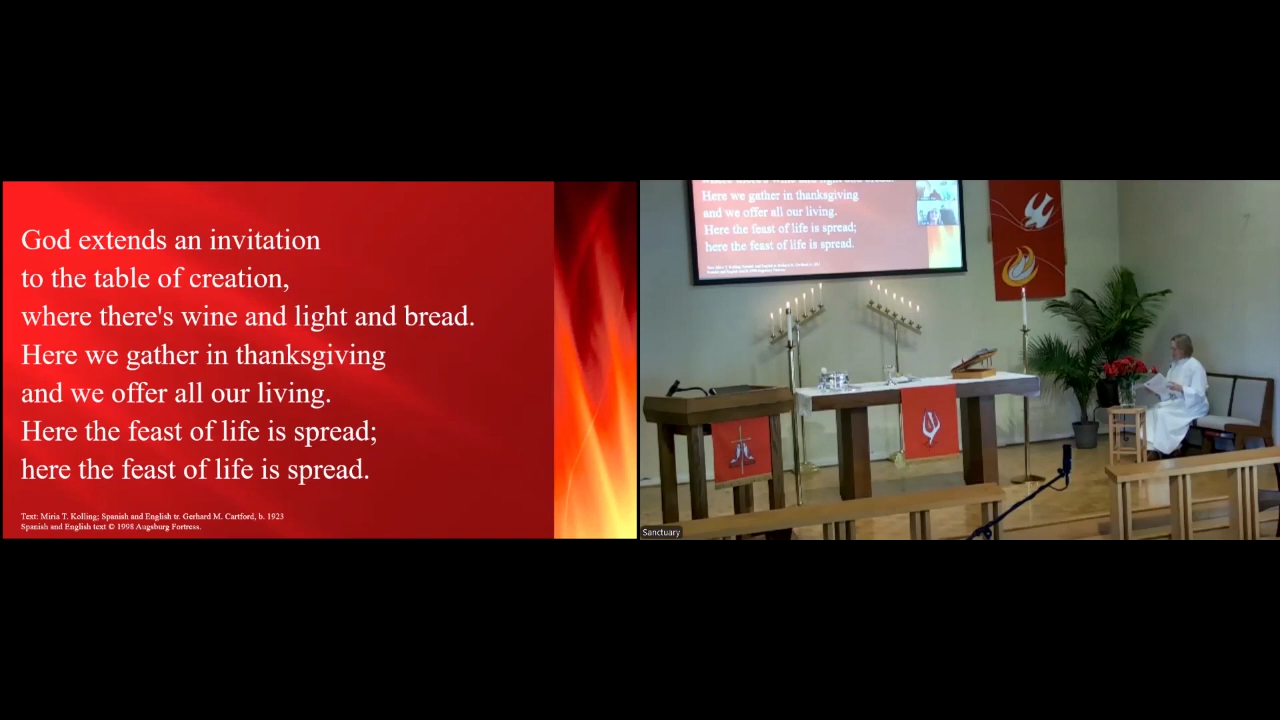 God extends an invitation
to the table of creation,
where there's wine and light and bread.
Here we gather in thanksgiving
and we offer all our living.
Here the feast of life is spread;
here the feast of life is spread.
Text: Miria T. Kolling; Spanish and English tr. Gerhard M. Cartford, b. 1923
Spanish and English text © 1998 Augsburg Fortress.
Here we gather in thanksgiving
and we offer all our living.
Here the feast of life is spread;
here the feast of life is spread.
Sanctuary